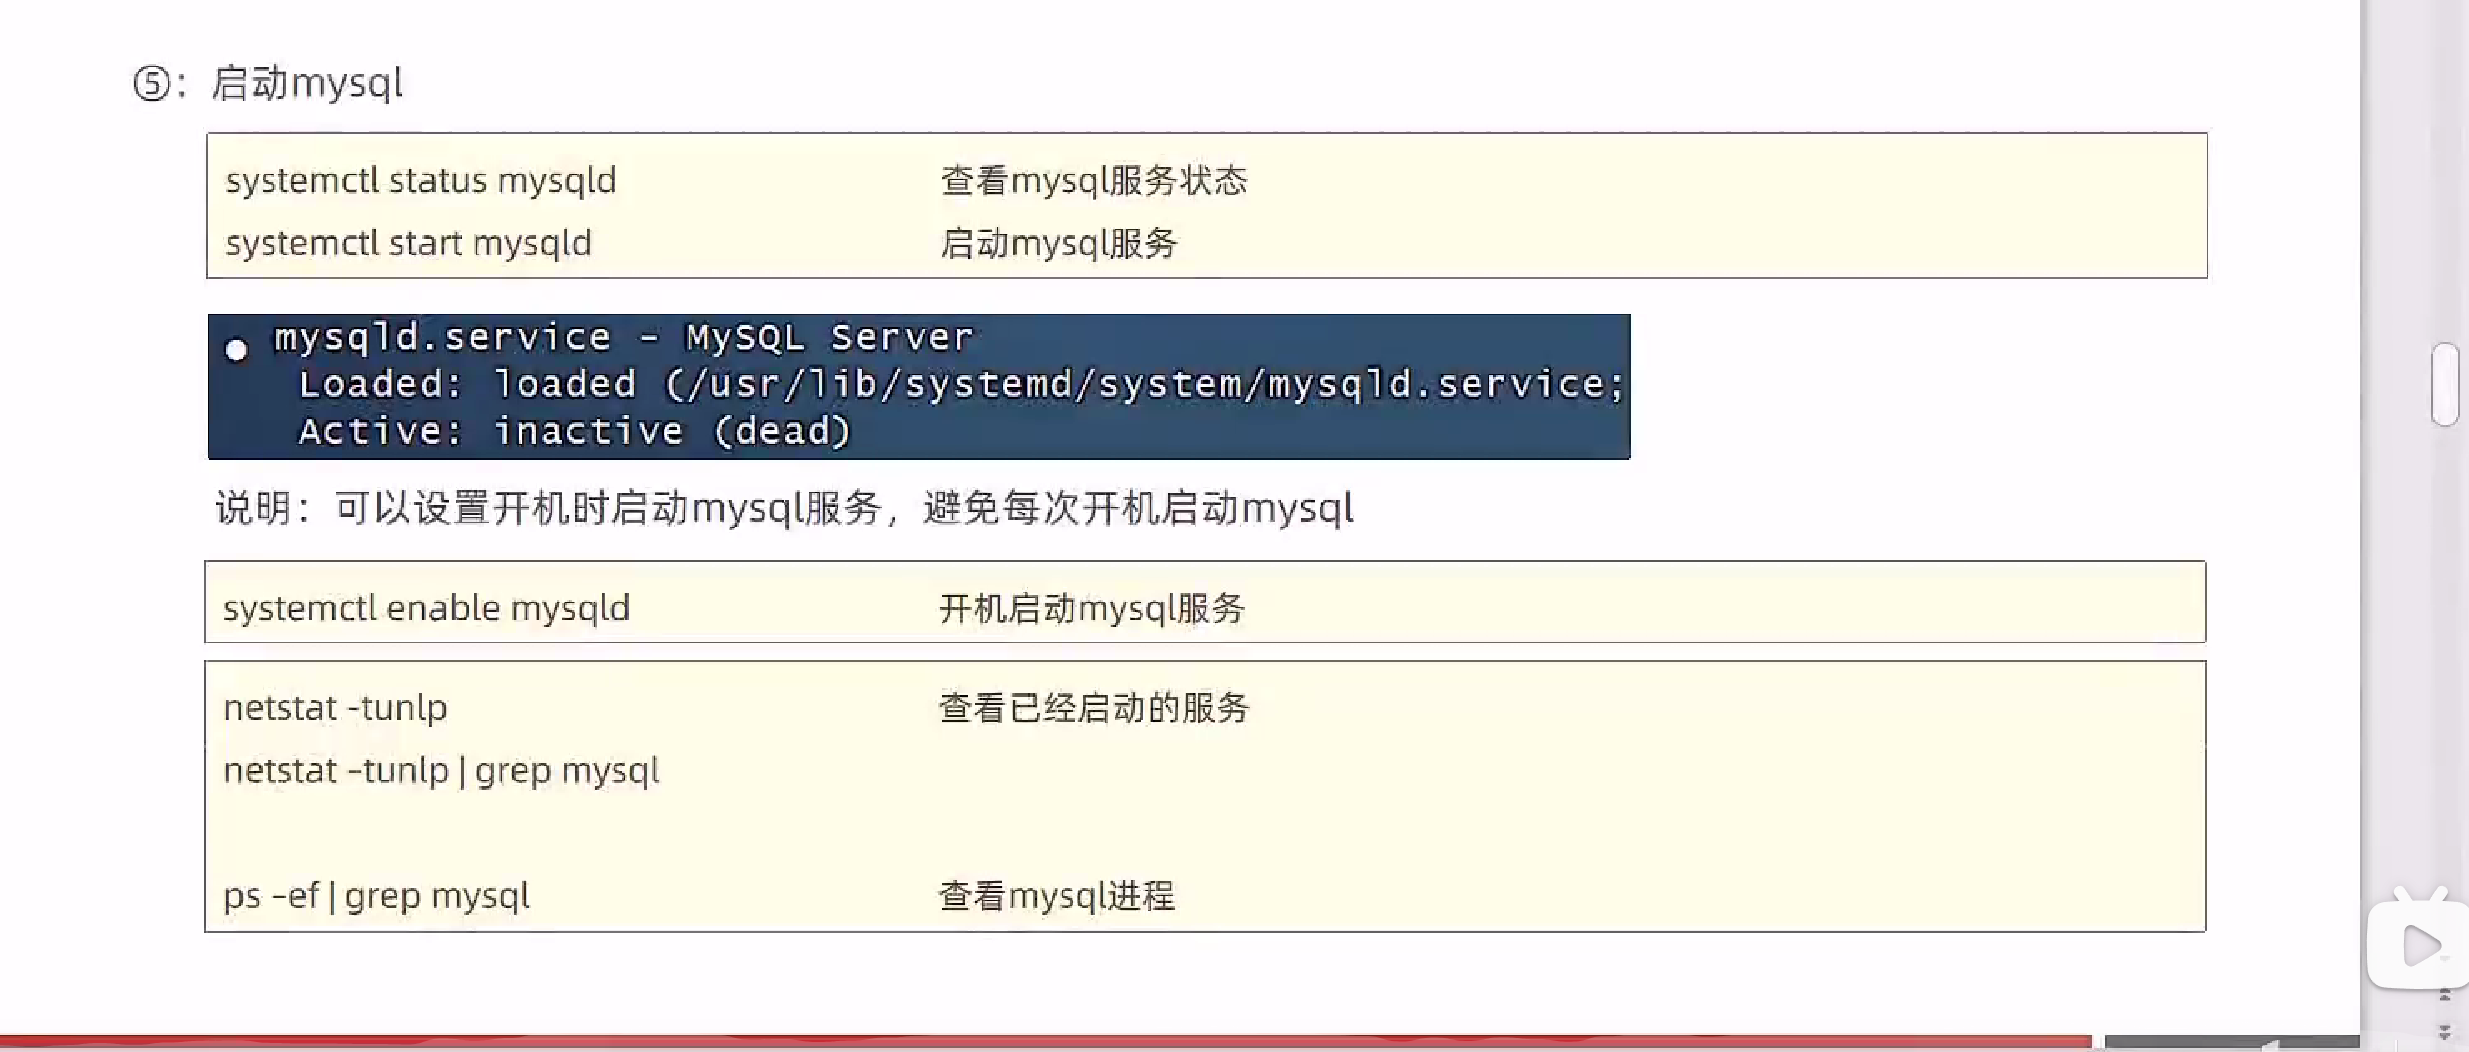 ⑤：启动mysql
systemctl status mysqld 查看mysql服务状态
systemctl start mysqld 启动mysql服务
● mysqld.service - MySQL Server
Loaded: loaded (/usr/lib/systemd/system/mysqld.service;
Active: inactive (dead)
说明：可以设置开机时启动mysql服务，避免每次开机启动mysql
systemctl enable mysqld 开机启动mysql服务
netstat -tunlp 查看已经启动的服务
netstat -tunlp | grep mysql
ps -ef | grep mysql 查看mysql进程